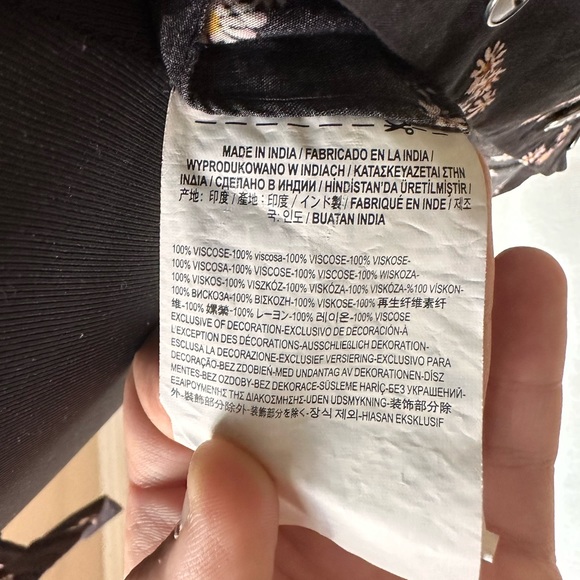 MADE IN INDIA / FABRICADO EN LA INDIA /
WYPRODUKOWANO W INDIACH / ΚΑΤΑΣΚΕΥΑΖΕΤΑΙ ΣΤΗΝ
ΙΝΔΙΑ / СДЕЛАНО В ИНДИИ / HİNDİSTAN'DA ÜRETİLMİŞTİR /
产地: 印度 / 產地: 印度 / インド製 / FABRIQUÉ EN INDE / 제조
국: 인도 / BUATAN INDIA
100% VISCOSE-100% viscosa-100% VISCOSE-100% VISKOSE-
100% VISCOSA-100% VISCOSE-100% VISCOSE-100% WISKOZA-
100% VISKOS-100% VISZKÓZ-100% VISKÓZA-100% VISKÓZA-%100 VİSKON-
100% ВИСКОЗА-100% ΒΙΣΚΟΖΗ-100% VISKOSE-100% 再生纤维素纤
维-100% 嫘縈-100% レーヨン-100% 레이온-100% VISCOSE
EXCLUSIVE OF DECORATION-EXCLUSIVO DE DECORACIÓN-À
L'EXCEPTION DES DÉCORATIONS-AUSSCHLIEßLICH DEKORATION-
ESCLUSA LA DECORAZIONE-EXCLUSIEF VERSIERING-EXCLUSIVO PARA
DECORAÇÃO-BEZ ZDOBIEŃ-MED UNDANTAG AV DEKORATIONEN-DÍSZ
MENTES-BEZ OZDOBY-BEZ DEKORACE-SÜSLEME HARİÇ-БЕЗ УКРАШЕНИЙ-
ΕΞΑΙΡΟΥΜΕΝΗΣ ΤΗΣ ΔΙΑΚΟΣΜΗΣΗΣ-UDEN UDSMYKNING-装饰部分除
外-裝飾部分除外-装飾部分を除く-장식 제외-HIASAN EKSKLUSIF